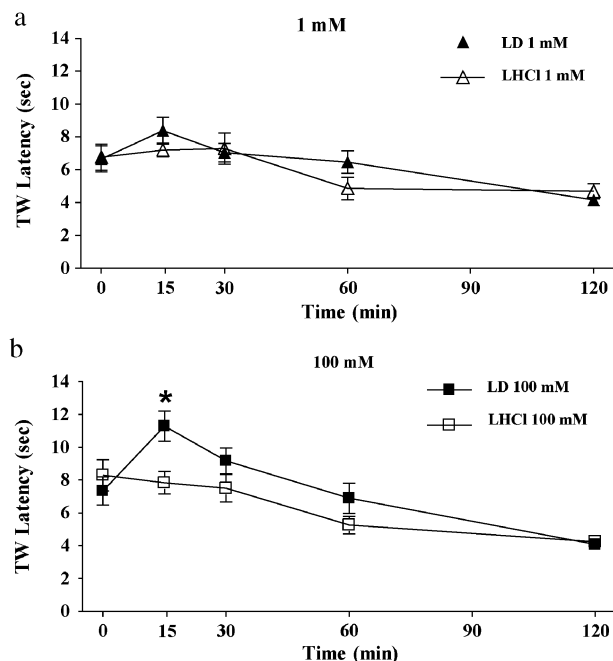 a
1 mM
LD 1 mM
LHCl 1 mM
TW Latency (sec)
14
12
10
8
6
4
2
0
0 15 30 60 90 120
Time (min)
b
100 mM
LD 100 mM
LHCl 100 mM
TW Latency (sec)
14
12
10
8
6
4
2
0
*
0 15 30 60 90 120
Time (min)